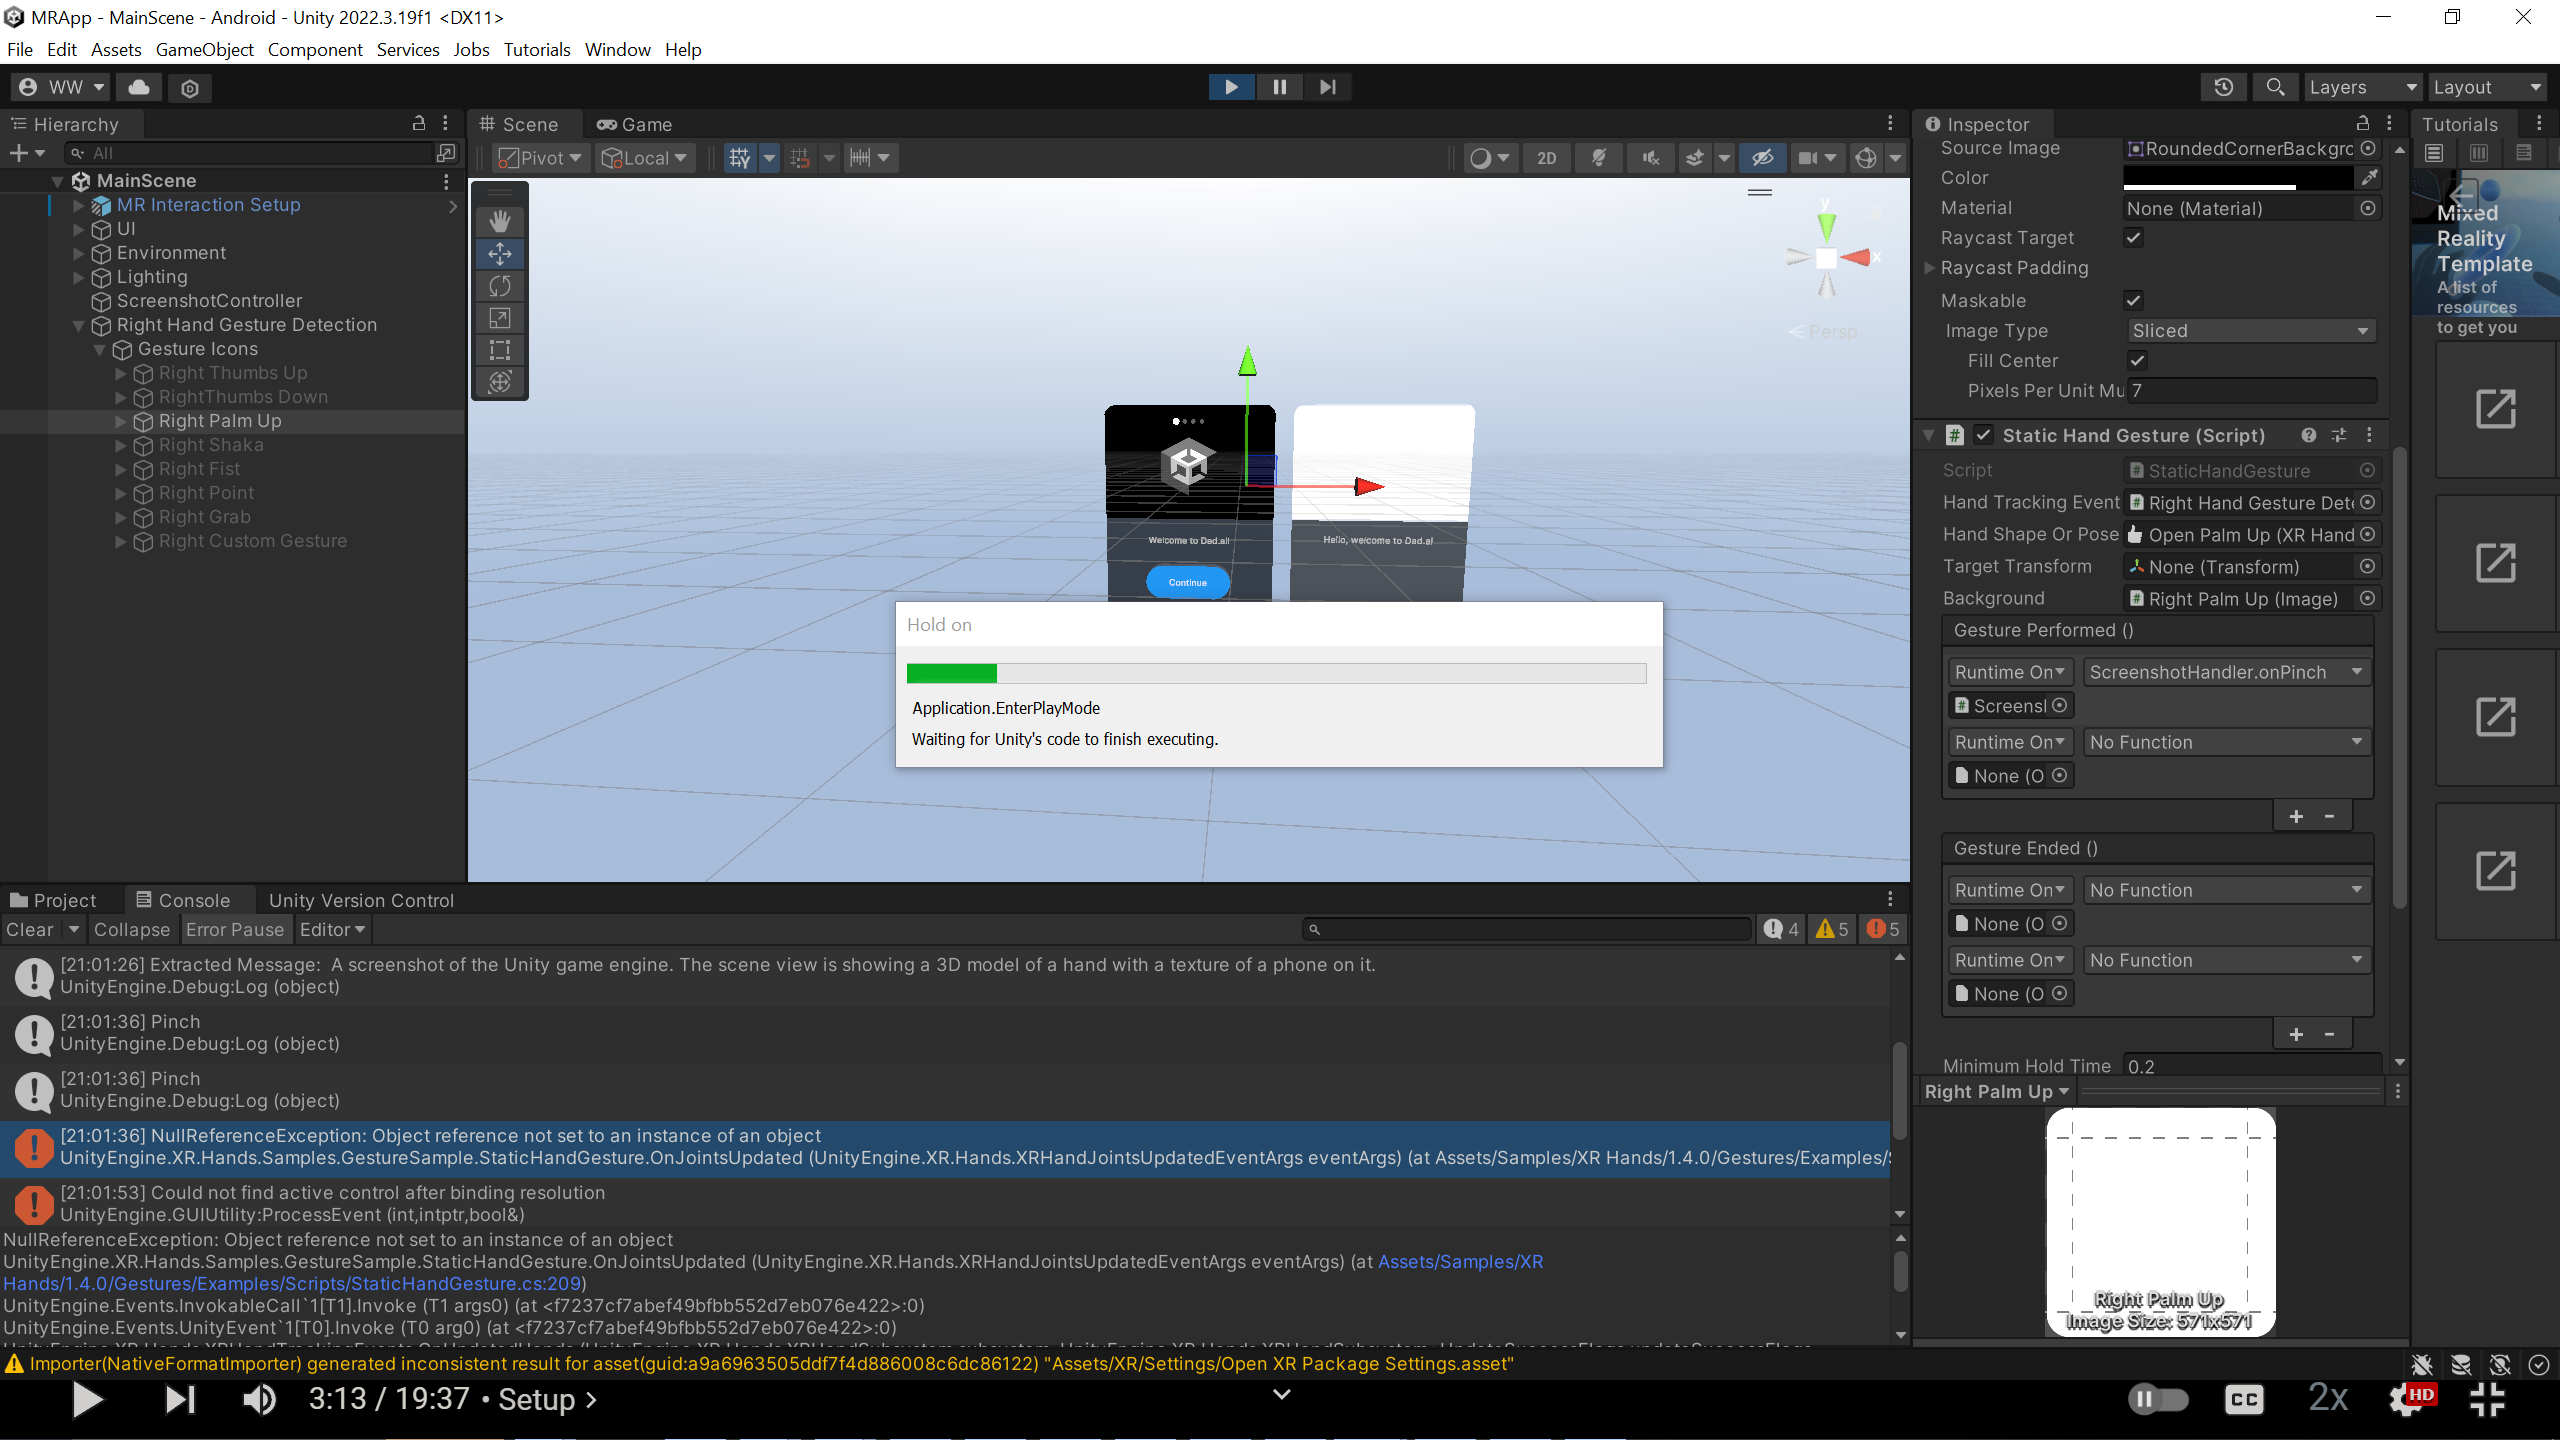 MRApp - MainScene - Android - Unity 2022.3.19f1 <DX11>
File Edit Assets GameObject Component Services Jobs Tutorials Window Help
WW
Layers
Layout
Hierarchy
All
MainScene
MR Interaction Setup
UI
Environment
Lighting
ScreenshotController
Right Hand Gesture Detection
Gesture Icons
Right Thumbs Up
RightThumbs Down
Right Palm Up
Right Shaka
Right Fist
Right Point
Right Grab
Right Custom Gesture
Scene
Game
Pivot
Local
2D
y
x
Persp
Welcome to Dad.ai!
Continue
Hello, welcome to Dad.ai
Hold on
Application.EnterPlayMode
Waiting for Unity's code to finish executing.
Inspector
Source Image RoundedCornerBackgrc
Color
Material None (Material)
Raycast Target
Raycast Padding
Maskable
Image Type Sliced
Fill Center
Pixels Per Unit Mu 7
Static Hand Gesture (Script)
Script StaticHandGesture
Hand Tracking Event Right Hand Gesture Det
Hand Shape Or Pose Open Palm Up (XR Hand
Target Transform None (Transform)
Background Right Palm Up (Image)
Gesture Performed ()
Runtime On ScreenshotHandler.onPinch
Screensl
Runtime On No Function
None (O
+ -
Gesture Ended ()
Runtime On No Function
None (O
Runtime On No Function
None (O
+ -
Minimum Hold Time 0.2
Right Palm Up
Right Palm Up
Image Size: 571x571
Tutorials
Mixed
Reality
Template
A list of
resources
to get you
Project
Console
Unity Version Control
Clear Collapse Error Pause Editor
4 5 5
[21:01:26] Extracted Message:  A screenshot of the Unity game engine. The scene view is showing a 3D model of a hand with a texture of a phone on it.
UnityEngine.Debug:Log (object)
[21:01:36] Pinch
UnityEngine.Debug:Log (object)
[21:01:36] Pinch
UnityEngine.Debug:Log (object)
[21:01:36] NullReferenceException: Object reference not set to an instance of an object
UnityEngine.XR.Hands.Samples.GestureSample.StaticHandGesture.OnJointsUpdated (UnityEngine.XR.Hands.XRHandJointsUpdatedEventArgs eventArgs) (at Assets/Samples/XR Hands/1.4.0/Gestures/Examples/
[21:01:53] Could not find active control after binding resolution
UnityEngine.GUIUtility:ProcessEvent (int,intptr,bool&)
NullReferenceException: Object reference not set to an instance of an object
UnityEngine.XR.Hands.Samples.GestureSample.StaticHandGesture.OnJointsUpdated (UnityEngine.XR.Hands.XRHandJointsUpdatedEventArgs eventArgs) (at Assets/Samples/XR
Hands/1.4.0/Gestures/Examples/Scripts/StaticHandGesture.cs:209)
UnityEngine.Events.InvokableCall`1[T1].Invoke (T1 args0) (at <f7237cf7abef49bfbb552d7eb076e422>:0)
UnityEngine.Events.UnityEvent`1[T0].Invoke (T0 arg0) (at <f7237cf7abef49bfbb552d7eb076e422>:0)
Importer(NativeFormatImporter) generated inconsistent result for asset(guid:a9a6963505ddf7f4d886008c6dc86122) "Assets/XR/Settings/Open XR Package Settings.asset"
3:13 / 19:37 • Setup
CC
2x
HD